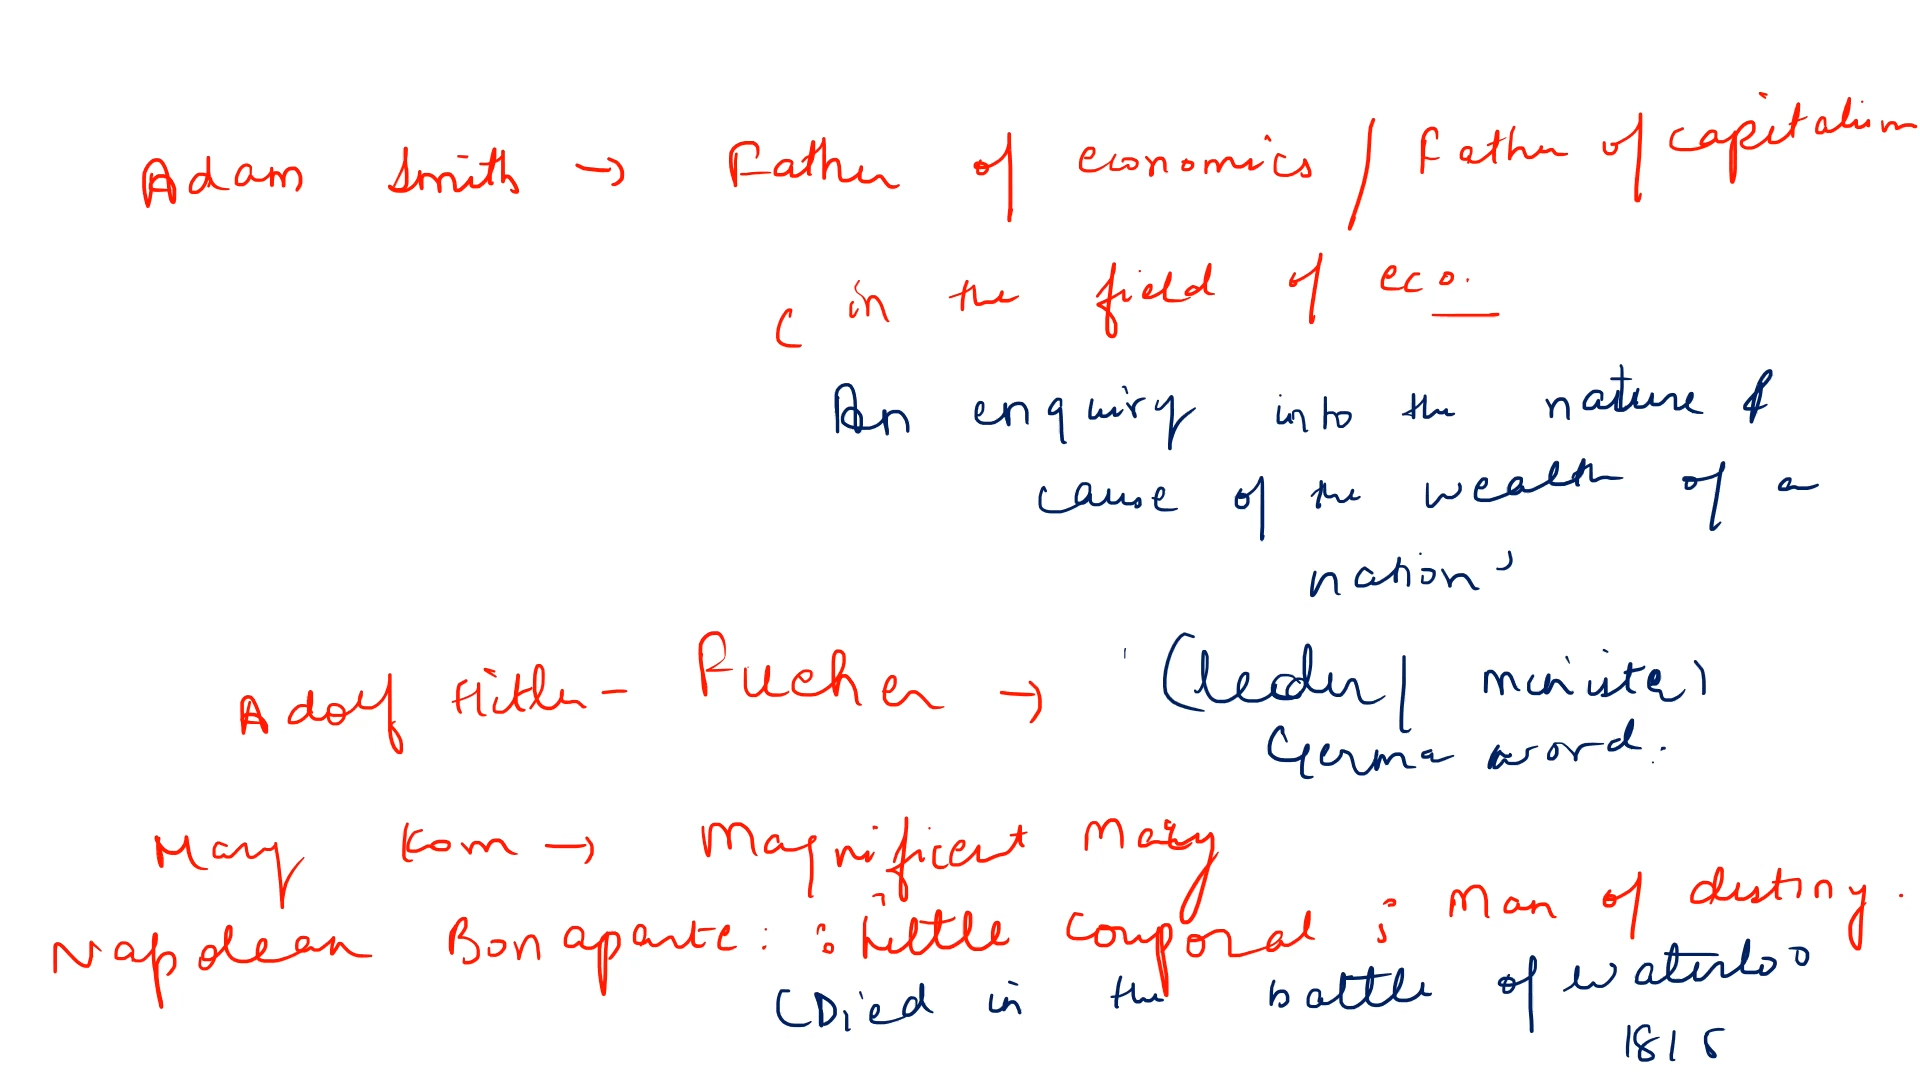 Adam Smith → Father of economics / Father of capitalism
( in the field of eco.
An enquiry into the nature &
cause of the wealth of a
nation'
Adolf Hitler - Fucher → '(leader / minister)
Germa word.
Mary Kom → Magnificent Mary
Napolean Bonaparte : : Little corporal ; Man of destiny.
(Died in the battle of waterloo
1815